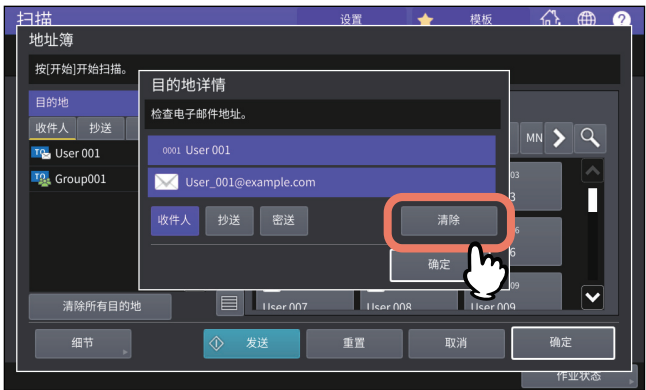 扫描
设置
模板
?
地址簿
按[开始]开始扫描。
目的地
收件人
抄送
TO User 001
TO Group001
目的地详情
检查电子邮件地址。
0001 User 001
User_001@example.com
收件人
抄送
密送
清除
确定
MN
03
3
6
6
09
User 007
User 008
User 009
清除所有目的地
细节
发送
重置
取消
确定
作业状态